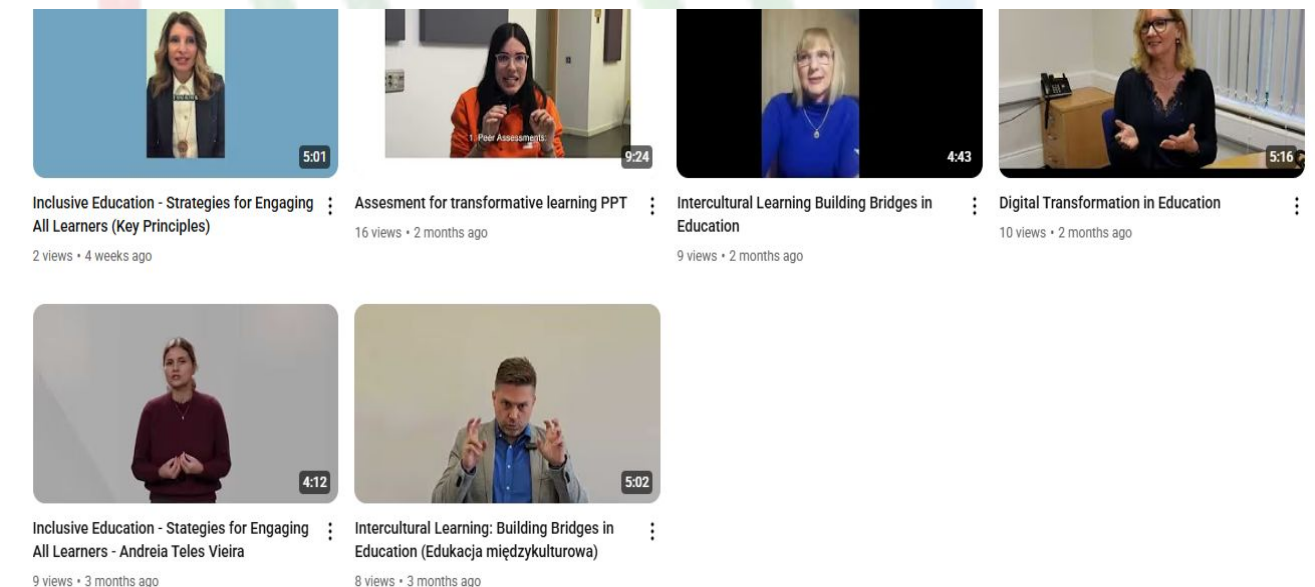 5:01
1. Peer Assessments:
9:24
4:43
5:16
Inclusive Education - Strategies for Engaging
All Learners (Key Principles)
2 views • 4 weeks ago
Assesment for transformative learning PPT
16 views • 2 months ago
Intercultural Learning Building Bridges in
Education
9 views • 2 months ago
Digital Transformation in Education
10 views • 2 months ago
4:12
5:02
Inclusive Education - Stategies for Engaging
All Learners - Andreia Teles Vieira
9 views • 3 months ago
Intercultural Learning: Building Bridges in
Education (Edukacja międzykulturowa)
8 views • 3 months ago